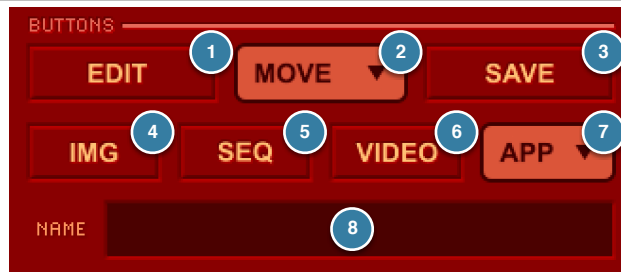 BUTTONS
EDIT 1 MOVE ▼ 2 SAVE 3
IMG 4 SEQ 5 VIDEO 6 APP ▼ 7
NAME 8